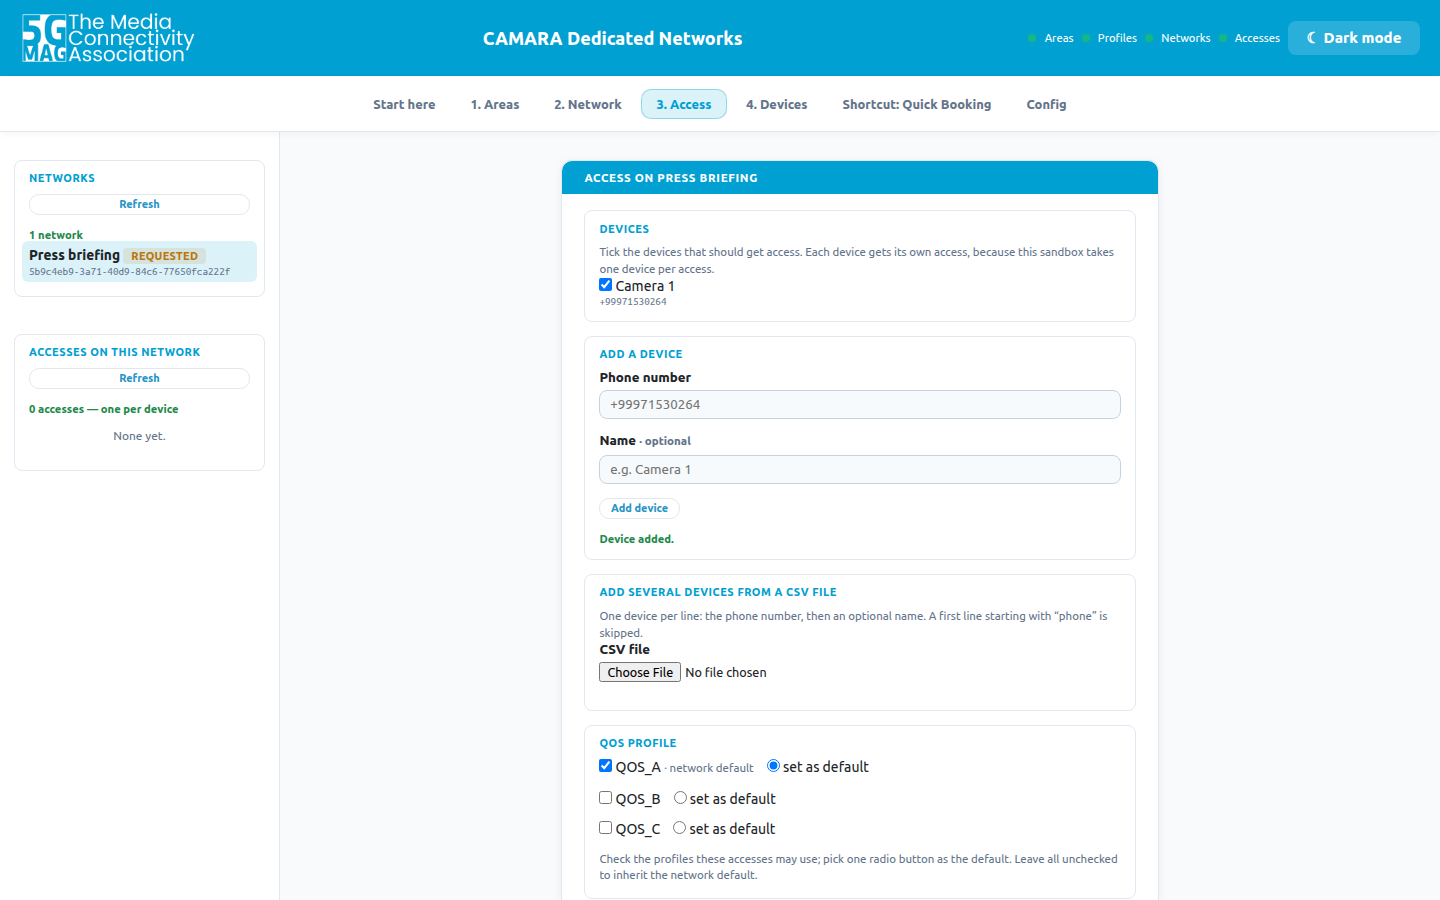 5G MAG The Media Connectivity Association
CAMARA Dedicated Networks
Areas Profiles Networks Accesses
Dark mode
Start here 1. Areas 2. Network 3. Access 4. Devices Shortcut: Quick Booking Config
NETWORKS
Refresh
1 network
Press briefing REQUESTED
5b9c4eb9-3a71-40d9-84c6-77650fca222f
ACCESSES ON THIS NETWORK
Refresh
0 accesses — one per device
None yet.
ACCESS ON PRESS BRIEFING
DEVICES
Tick the devices that should get access. Each device gets its own access, because this sandbox takes
one device per access.
Camera 1
+99971530264
ADD A DEVICE
Phone number
+99971530264
Name · optional
e.g. Camera 1
Add device
Device added.
ADD SEVERAL DEVICES FROM A CSV FILE
One device per line: the phone number, then an optional name. A first line starting with “phone” is
skipped.
CSV file
Choose File No file chosen
QOS PROFILE
QOS_A · network default set as default
QOS_B set as default
QOS_C set as default
Check the profiles these accesses may use; pick one radio button as the default. Leave all unchecked
to inherit the network default.